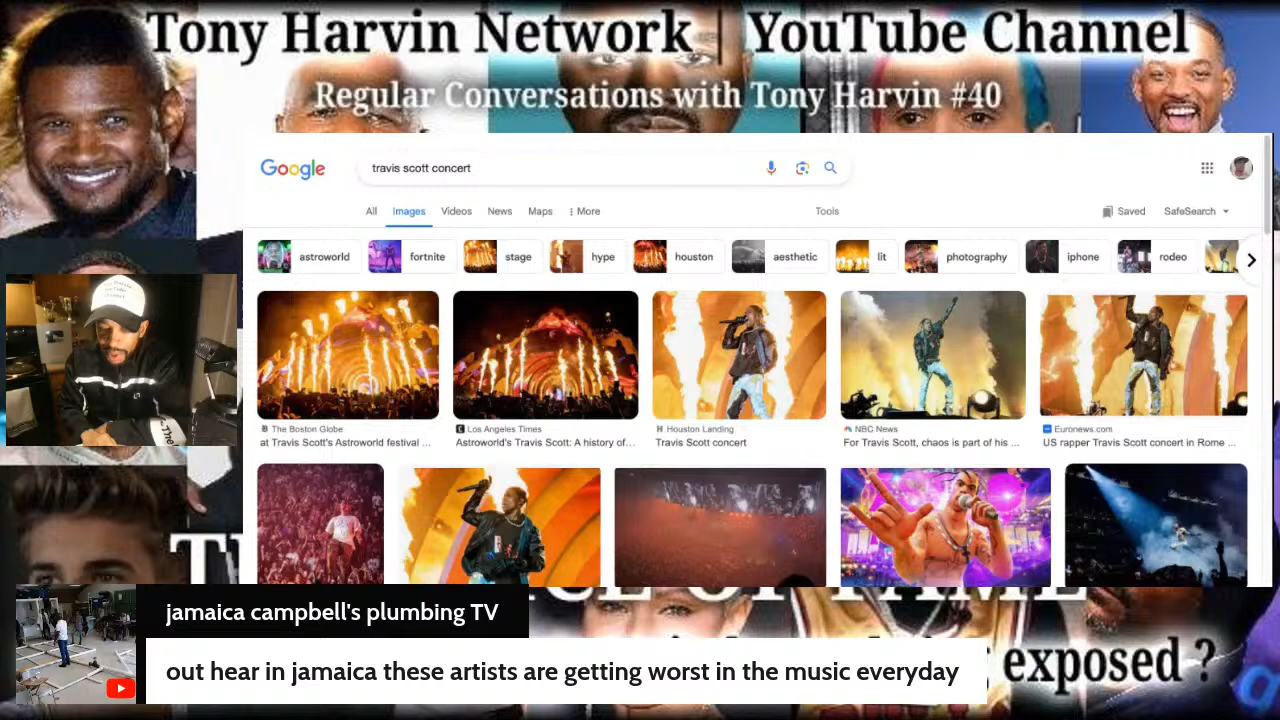 Tony Harvin Network | YouTube Channel
Regular Conversations with Tony Harvin #40
Google
travis scott concert
All Images Videos News Maps More Tools Saved SafeSearch
astroworld fortnite stage hype houston aesthetic lit photography iphone rodeo
The Boston Globe
at Travis Scott's Astroworld festival ...
Los Angeles Times
Astroworld's Travis Scott: A history of...
Houston Landing
Travis Scott concert
NBC News
For Travis Scott, chaos is part of his ...
Euronews.com
US rapper Travis Scott concert in Rome ...
OF FAME
exposed ?
jamaica campbell's plumbing TV
out hear in jamaica these artists are getting worst in the music everyday